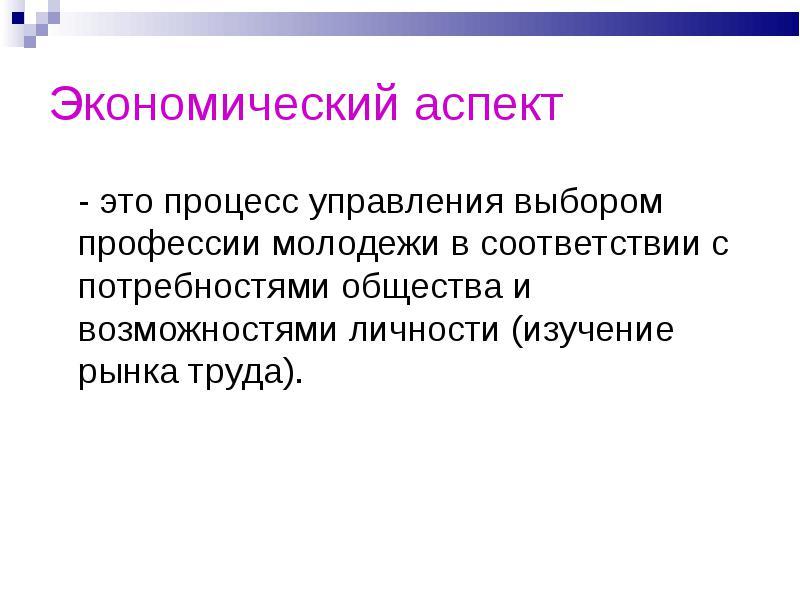 Экономический аспект
- это процесс управления выбором
профессии молодежи в соответствии с
потребностями общества и
возможностями личности (изучение
рынка труда).